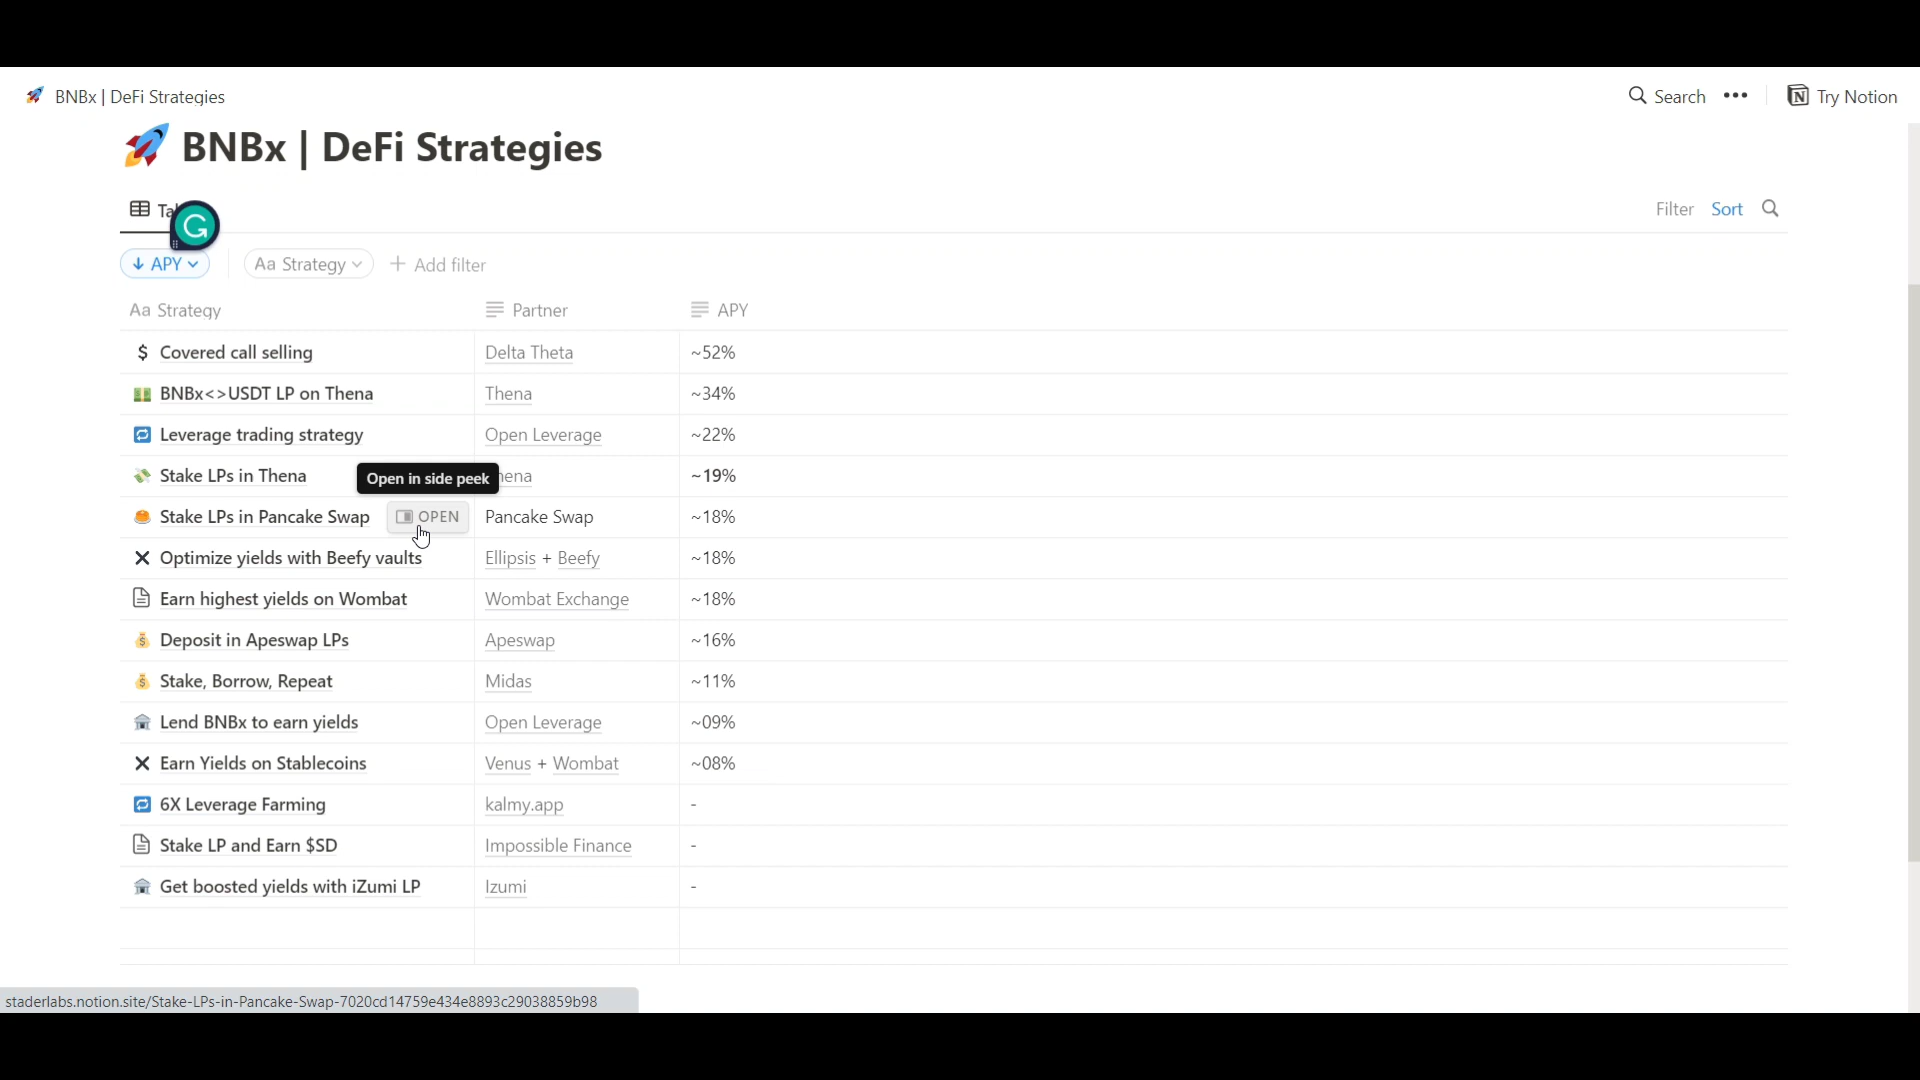 BNBx | DeFi Strategies
Search ••• Try Notion
BNBx | DeFi Strategies
Filter Sort
↓ APY
Aa Strategy
+ Add filter
Aa Strategy Partner APY
$ Covered call selling Delta Theta ~52%
BNBx<>USDT LP on Thena Thena ~34%
Leverage trading strategy Open Leverage ~22%
Stake LPs in Thena ~19%
Open in side peek
Stake LPs in Pancake Swap OPEN Pancake Swap ~18%
Optimize yields with Beefy vaults Ellipsis + Beefy ~18%
Earn highest yields on Wombat Wombat Exchange ~18%
Deposit in Apeswap LPs Apeswap ~16%
Stake, Borrow, Repeat Midas ~11%
Lend BNBx to earn yields Open Leverage ~09%
Earn Yields on Stablecoins Venus + Wombat ~08%
6X Leverage Farming kalmy.app -
Stake LP and Earn $SD Impossible Finance -
Get boosted yields with iZumi LP Izumi -
staderlabs.notion.site/Stake-LPs-in-Pancake-Swap-7020cd14759e434e8893c29038859b98